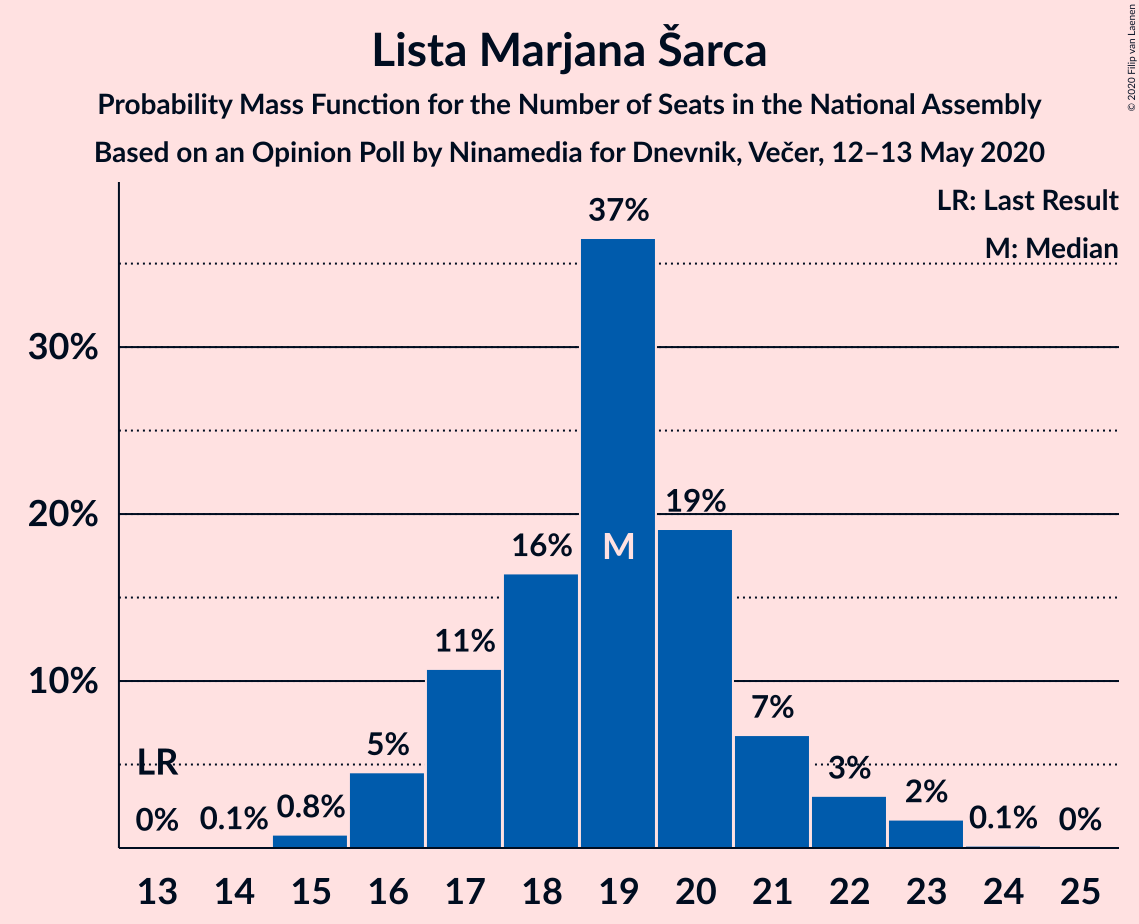 Lista Marjana Šarca
Probability Mass Function for the Number of Seats in the National Assembly
Based on an Opinion Poll by Ninamedia for Dnevnik, Večer, 12–13 May 2020
© 2020 Filip van Laenen
LR: Last Result
M: Median
30%
20%
10%
LR
0%
0.1%
0.8%
5%
11%
16%
37%
M
19%
7%
3%
2%
0.1%
0%
13 14 15 16 17 18 19 20 21 22 23 24 25